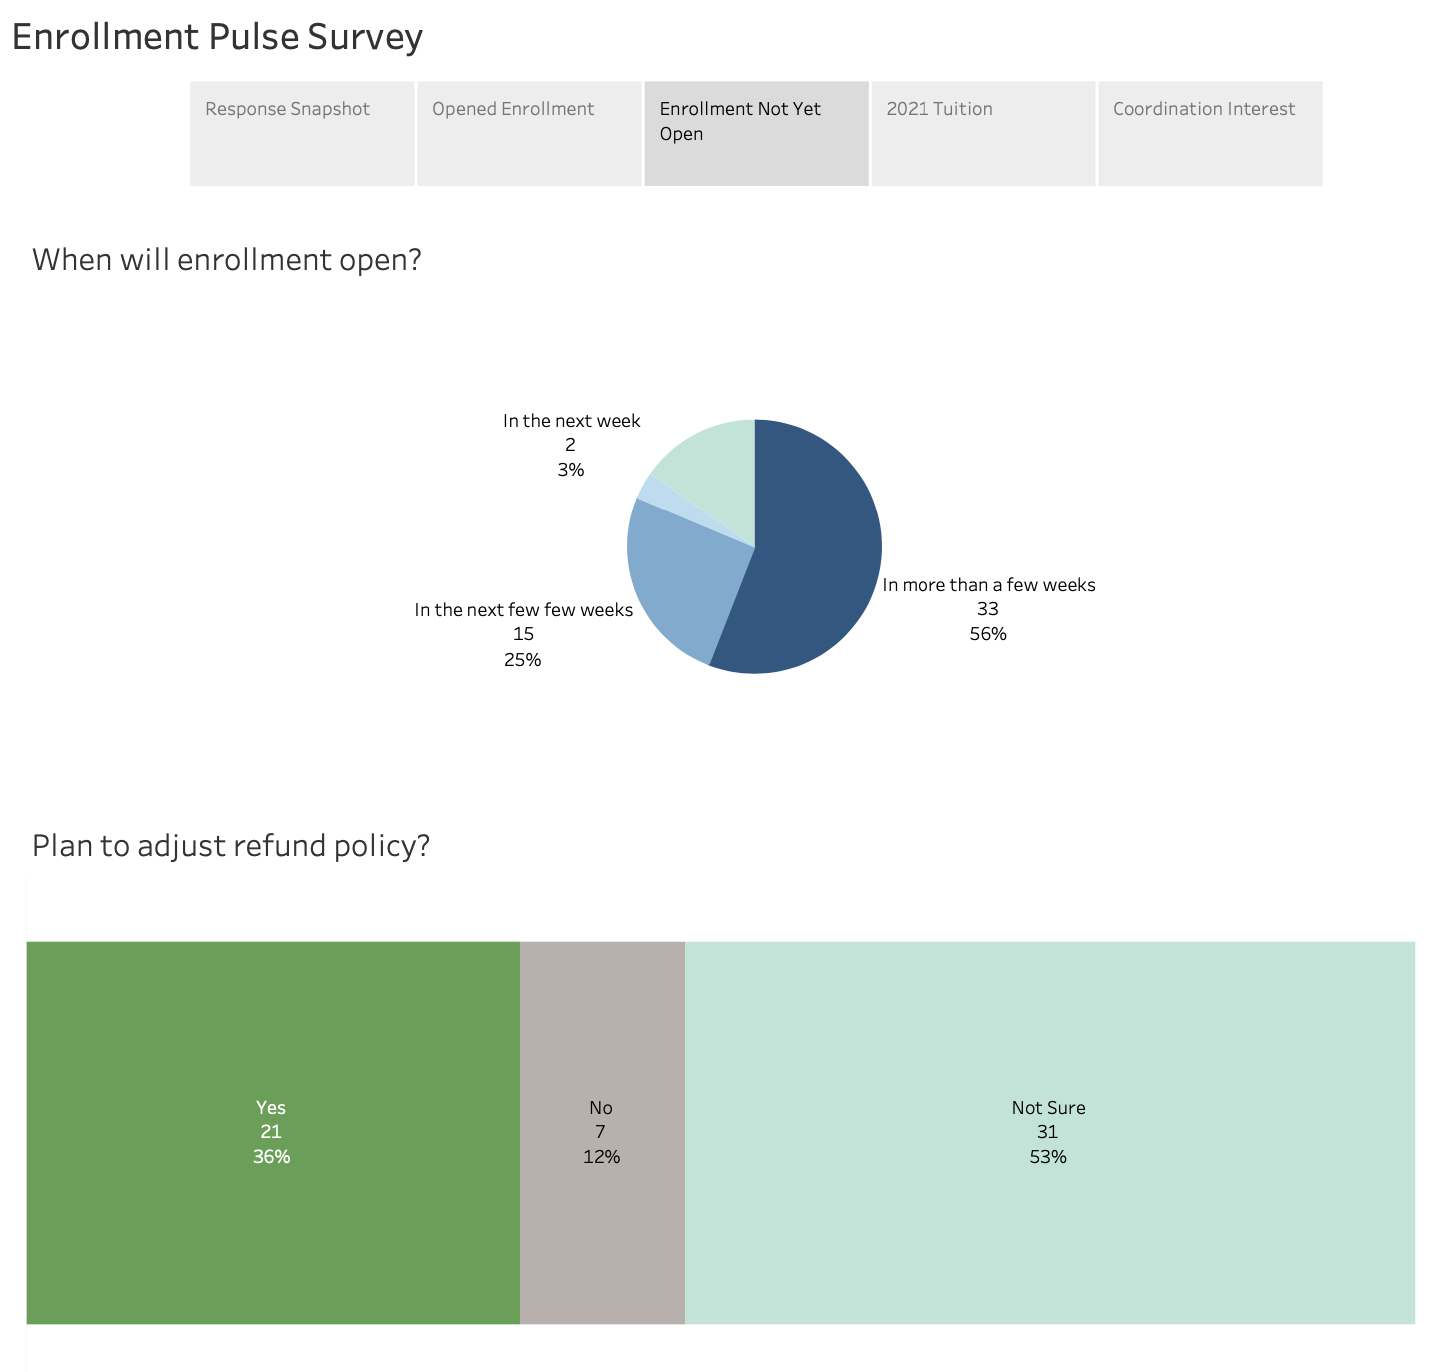 Enrollment Pulse Survey
Response Snapshot
Opened Enrollment
Enrollment Not Yet
Open
2021 Tuition
Coordination Interest
When will enrollment open?
In the next week
2
3%
In more than a few weeks
33
56%
In the next few few weeks
15
25%
Plan to adjust refund policy?
Yes
21
36%
No
7
12%
Not Sure
31
53%